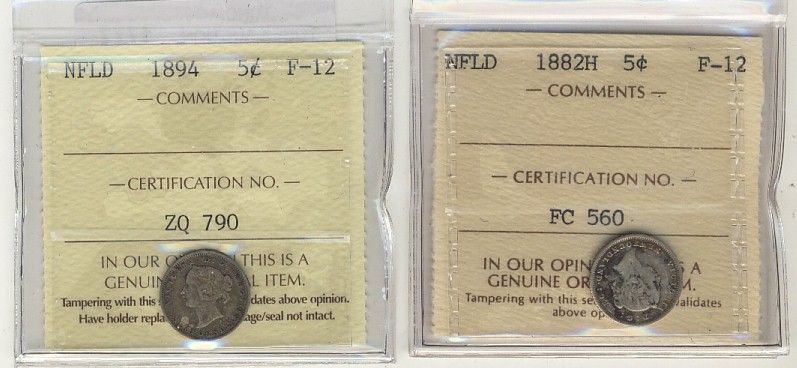 NFLD 1894 5¢ F-12
— COMMENTS —
— CERTIFICATION NO. —
ZQ 790
IN OUR THIS IS A
GENUIN L ITEM.
Tampering with this dates above opinion.
Have holder repla age/seal not intact.
NFLD 1882H 5¢ F-12
— COMMENTS —
— CERTIFICATION NO. —
FC 560
IN OUR OPIN S A
GENUINE OR M.
Tampering with this se validates
above op